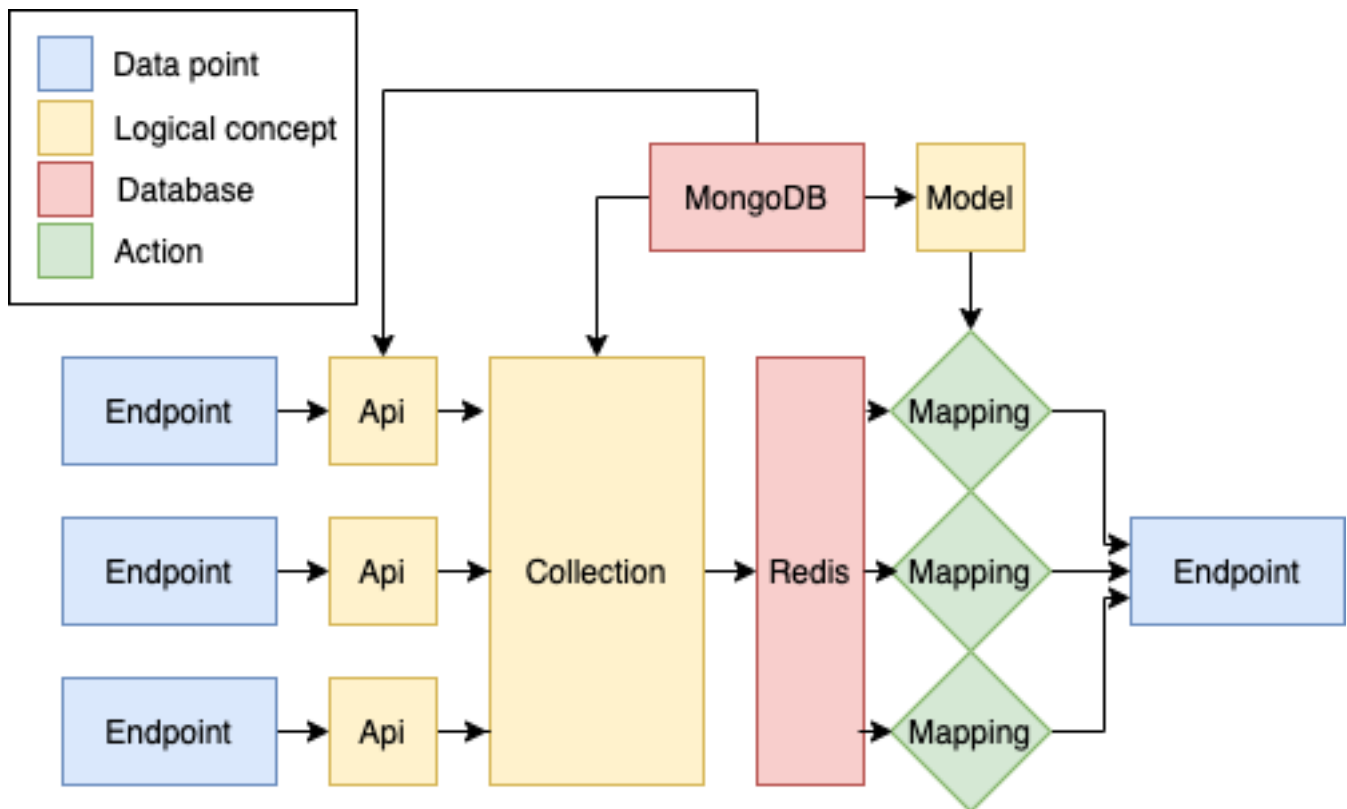 Data point
Logical concept
Database
Action
MongoDB
Model
Endpoint
Api
Mapping
Endpoint
Api
Collection
Redis
Mapping
Endpoint
Endpoint
Api
Mapping